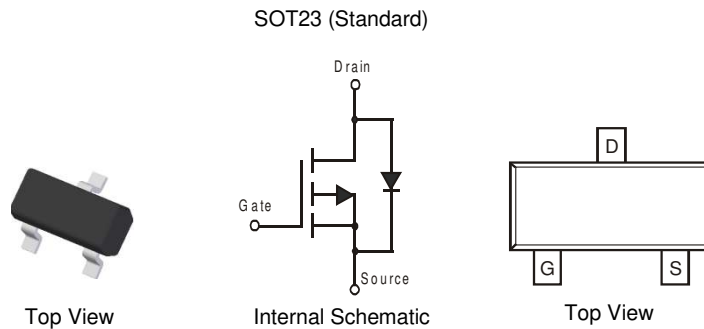 SOT23 (Standard)
Drain
Gate
Source
D
G S
Top View
Internal Schematic
Top View